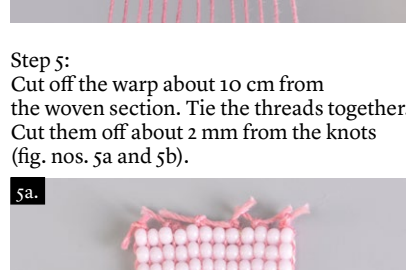 Step 5:
Cut off the warp about 10 cm from
the woven section. Tie the threads together.
Cut them off about 2 mm from the knots
(fig. nos. 5a and 5b).
5a.